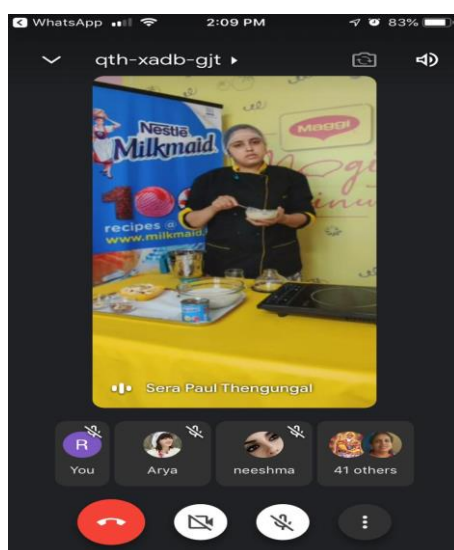 WhatsApp 2:09 PM 83%
qth-xadb-gjt
Nestlé
Milkmaid
Maggi
recipes @
www.milkmaid.
Sera Paul Thengungal
R
You Arya neeshma 41 others